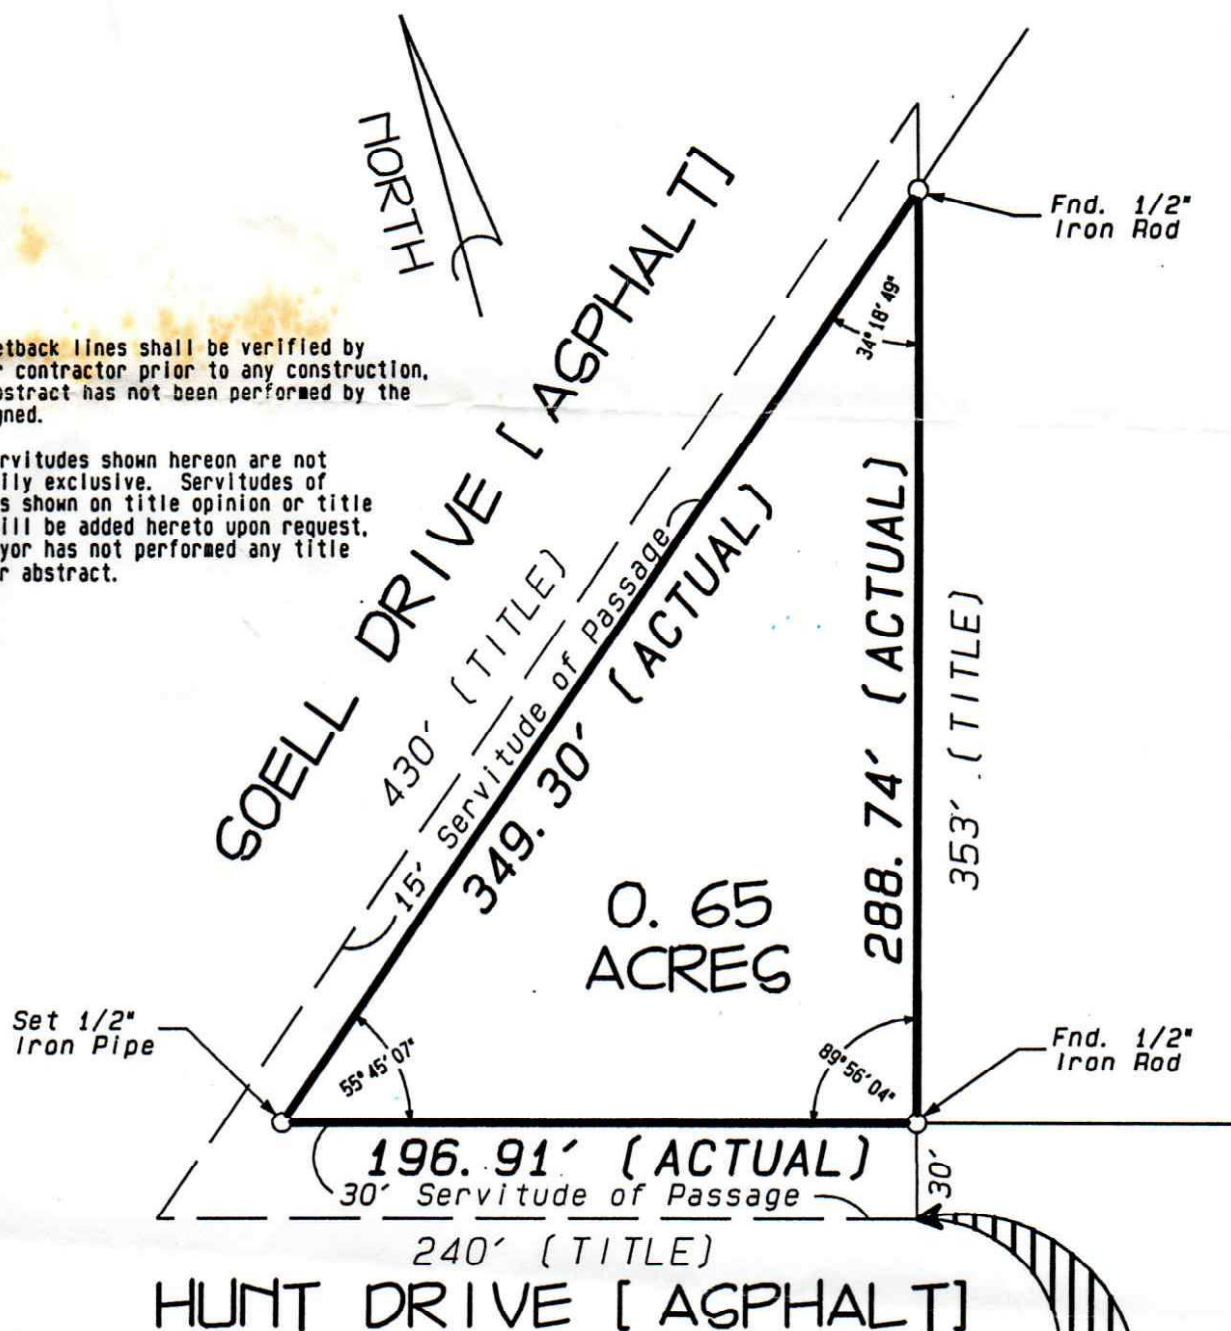 NORTH
SOELL DRIVE [ ASPHALT]
Fnd. 1/2"
Iron Rod
34°18'49"
etback lines shall be verified by
r contractor prior to any construction,
bstract has not been performed by the
gned.
rvitudes shown hereon are not
ily exclusive. Servitudes of
s shown on title opinion or title
ill be added hereto upon request,
yor has not performed any title
r abstract.
430' (TITLE)
15' Servitude of Passage
349. 30' (ACTUAL)
288. 74' (ACTUAL)
353' (TITLE)
0. 65
ACRES
Set 1/2"
Iron Pipe
55°45'07"
89°56'04"
Fnd. 1/2"
Iron Rod
196. 91' (ACTUAL)
30' Servitude of Passage
30'
240' (TITLE)
HUNT DRIVE [ ASPHALT]